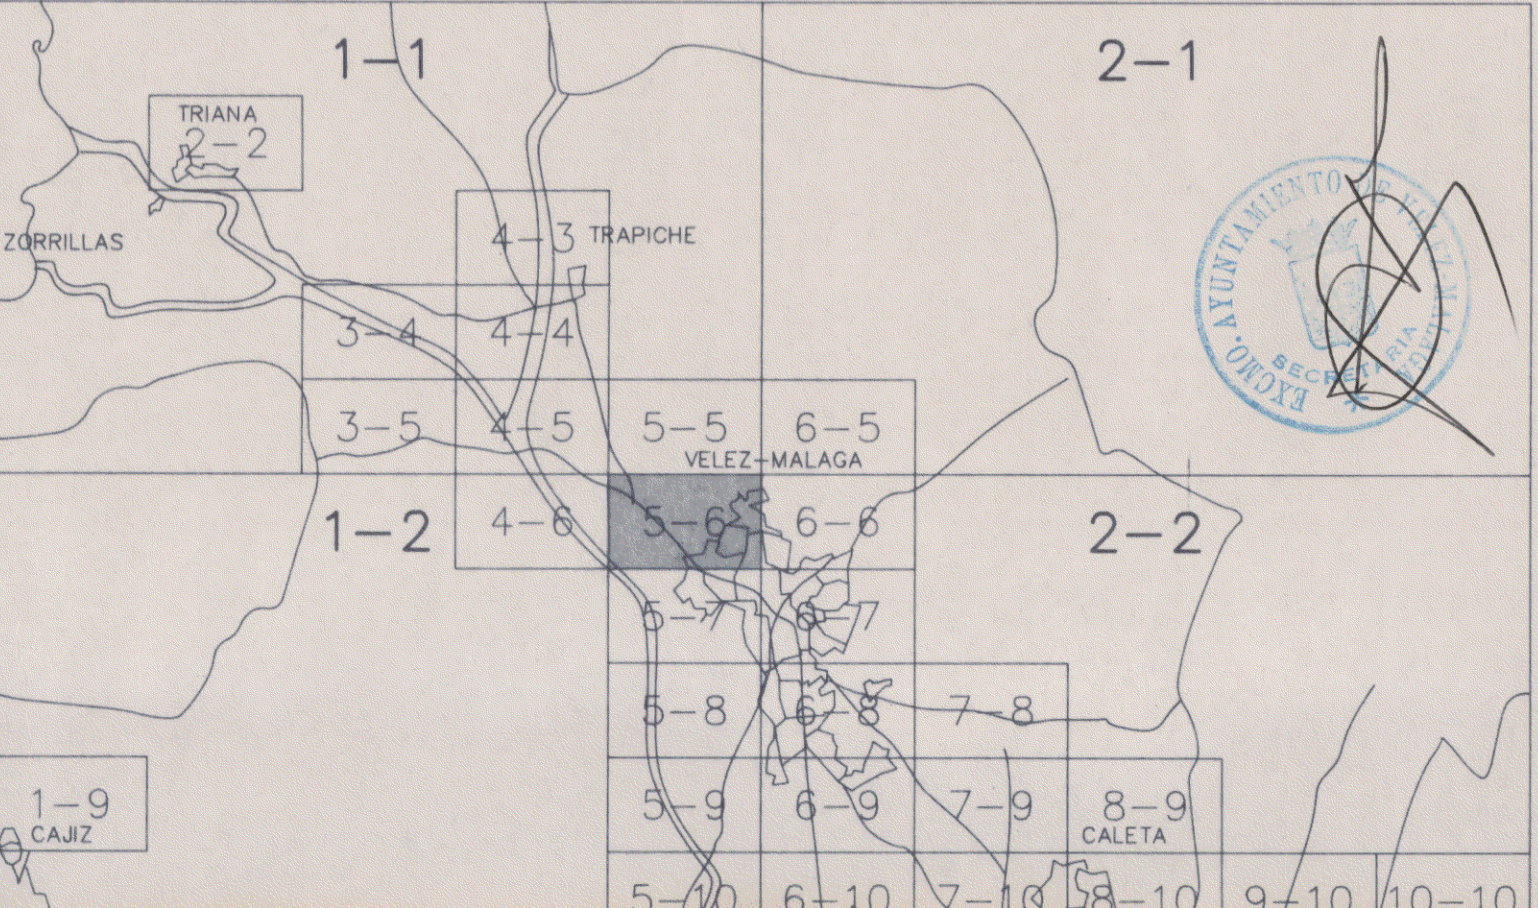 1-1
2-1
TRIANA
2-2
ZORRILLAS
4-3 TRAPICHE
3-4 4-4
3-5 4-5 5-5 6-5
VELEZ-MALAGA
1-2 4-6 5-6 6-6 2-2
5-7 6-7
5-8 6-8 7-8
1-9 5-9 6-9 7-9 8-9
CAJIZ CALETA
5-10 6-10 7-10 8-10 9-10 10-10
EXCMO. AYUNTAMIENTO DE VELEZ-MALAGA
SECRETARIA